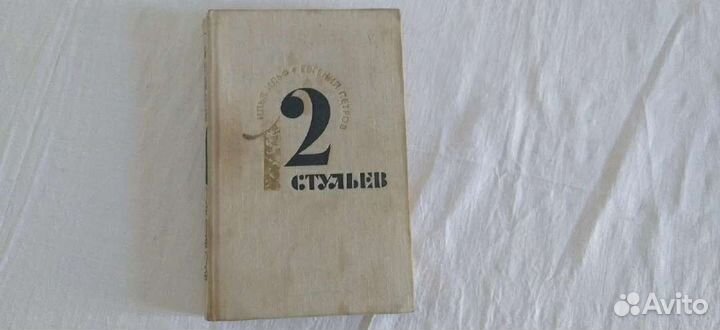 ИЛЬЯ ИЛЬФ ЕВГЕНИЙ ПЕТРОВ
12
СТУЛЬЕВ
Avito